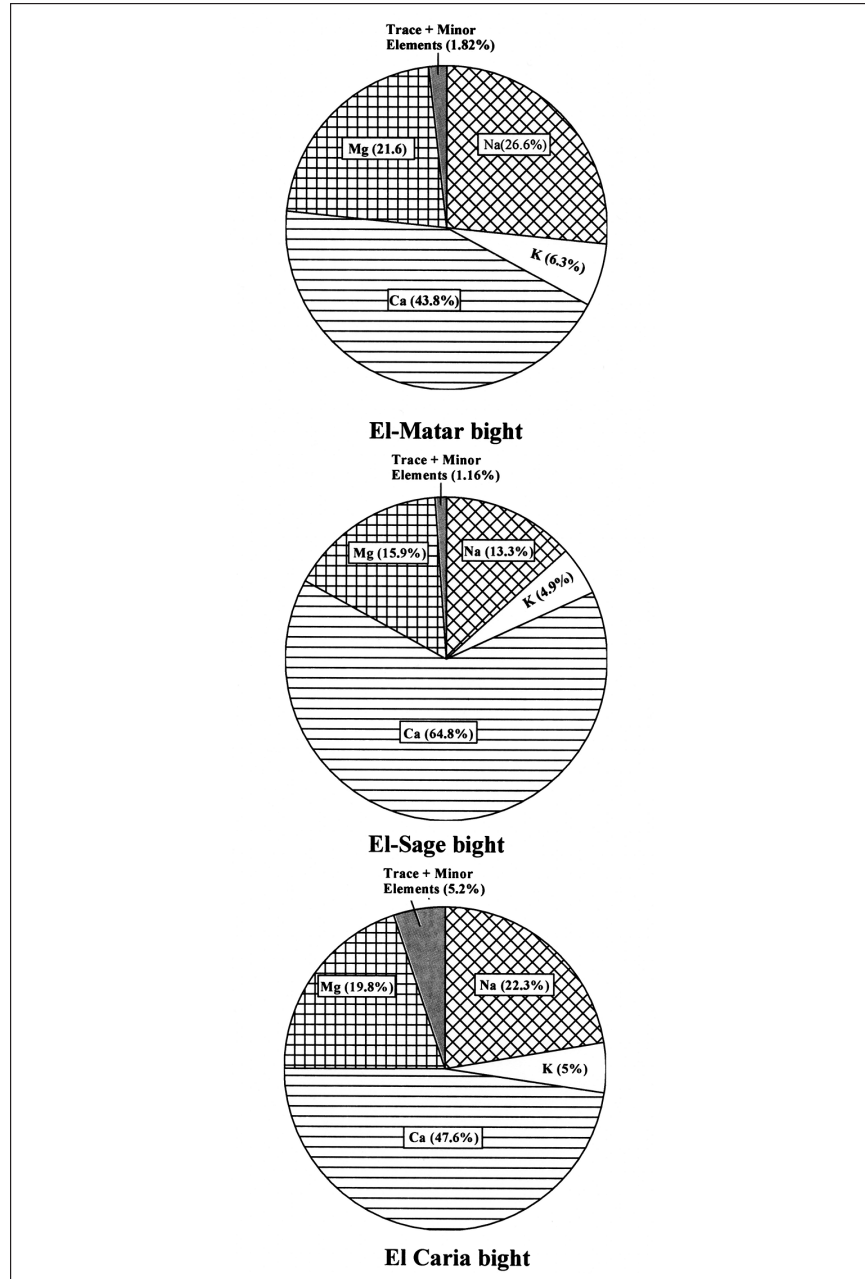 Trace + Minor
Elements (1.82%)
Mg (21.6)
Na(26.6%)
K (6.3%)
Ca (43.8%)
El-Matar bight
Trace + Minor
Elements (1.16%)
Mg (15.9%)
Na (13.3%)
K (4.9%)
Ca (64.8%)
El-Sage bight
Trace + Minor
Elements (5.2%)
Mg (19.8%)
Na (22.3%)
K (5%)
Ca (47.6%)
El Caria bight